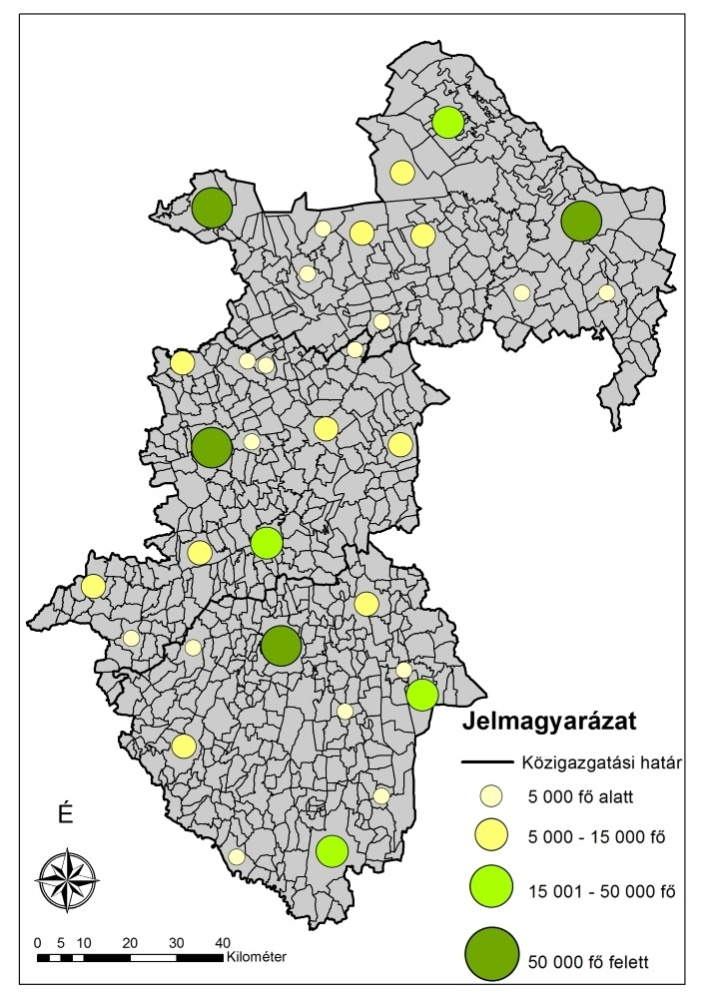 Jelmagyarázat
Közigazgatási határ
5 000 fő alatt
5 000 - 15 000 fő
15 001 - 50 000 fő
50 000 fő felett
É
0 5 10 20 30 40
Kilométer